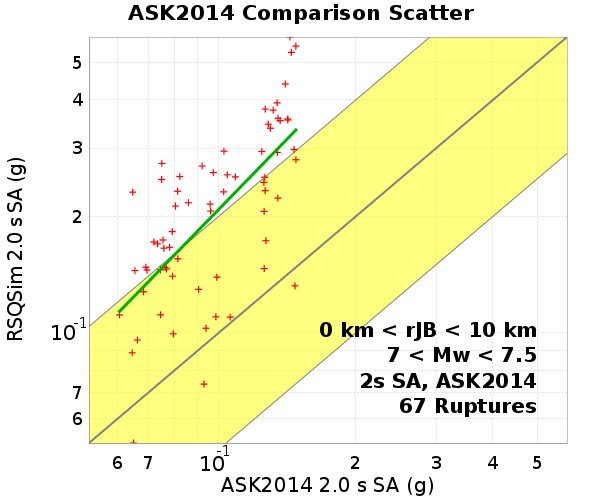 ASK2014 Comparison Scatter
RSQSim 2.0 s SA (g)
5
4
3
2
10-1
7
6
0 km < rJB < 10 km
7 < Mw < 7.5
2s SA, ASK2014
67 Ruptures
6 7 10-1 2 3 4 5
ASK2014 2.0 s SA (g)